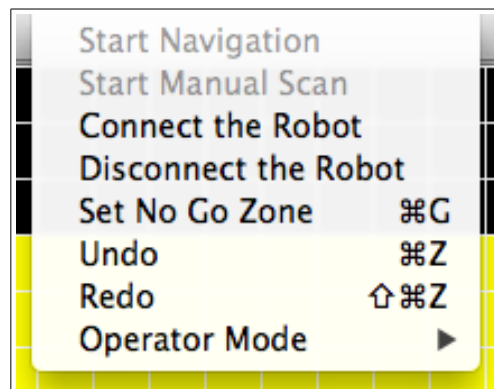 Start Navigation
Start Manual Scan
Connect the Robot
Disconnect the Robot
Set No Go Zone ⌘G
Undo ⌘Z
Redo ⇧⌘Z
Operator Mode ▶